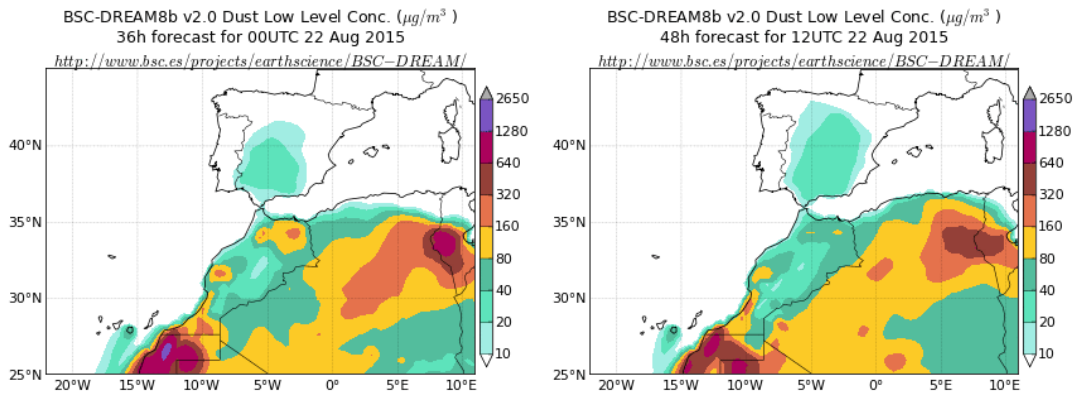 BSC-DREAM8b v2.0 Dust Low Level Conc. (μg/m³ )
36h forecast for 00UTC 22 Aug 2015
http://www.bsc.es/projects/earthscience/BSC−DREAM/
40°N
35°N
30°N
25°N
20°W 15°W 10°W 5°W 0°E 5°E 10°E
2650
1280
640
320
160
80
40
20
10
BSC-DREAM8b v2.0 Dust Low Level Conc. (μg/m³ )
48h forecast for 12UTC 22 Aug 2015
http://www.bsc.es/projects/earthscience/BSC−DREAM/
40°N
35°N
30°N
25°N
20°W 15°W 10°W 5°W 0°E 5°E 10°E
2650
1280
640
320
160
80
40
20
10